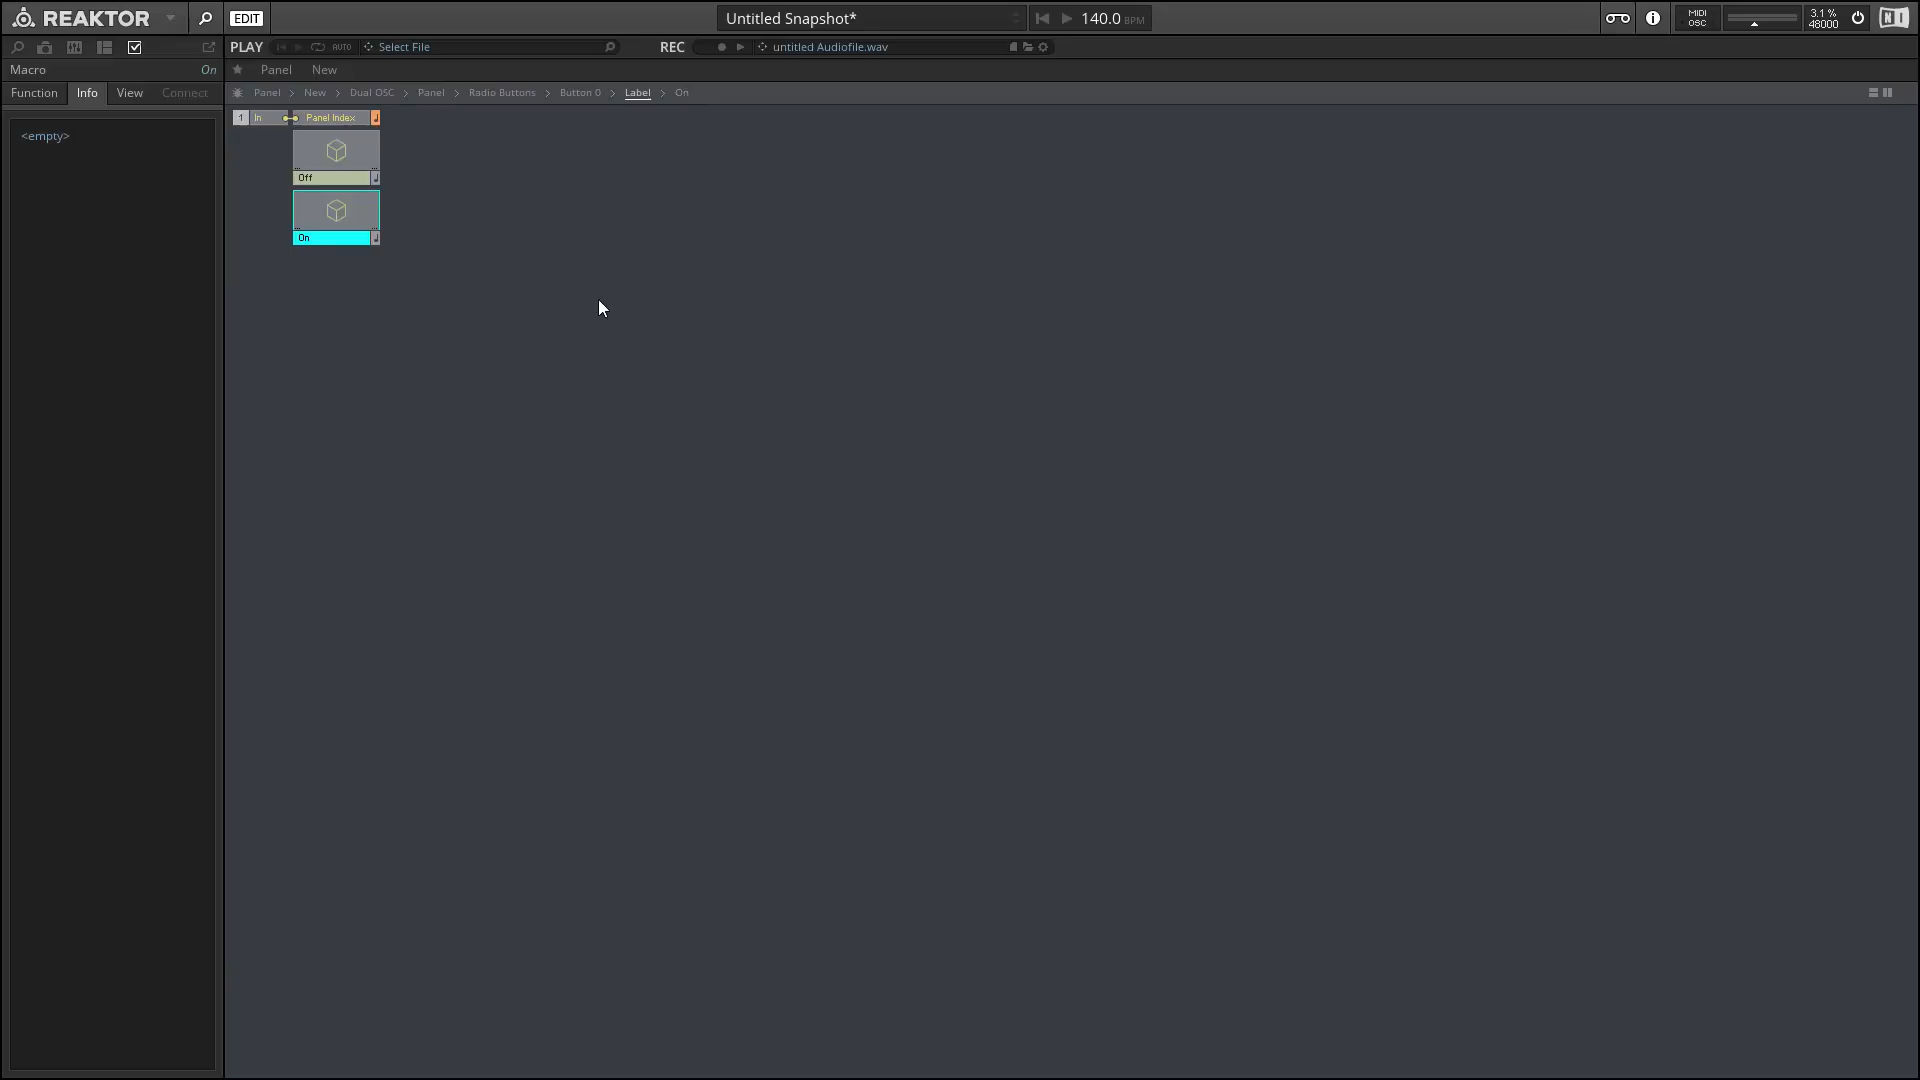 REAKTOR EDIT Untitled Snapshot* 140.0 BPM MIDI OSC 3.1 % 48000 NI
AUTO PLAY Select File REC untitled Audiofile.wav
Macro On Panel New
Function Info View Connect Panel > New > Dual OSC > Panel > Radio Buttons > Button 0 > Label > On
1 In Panel Index
<empty>
Off
On